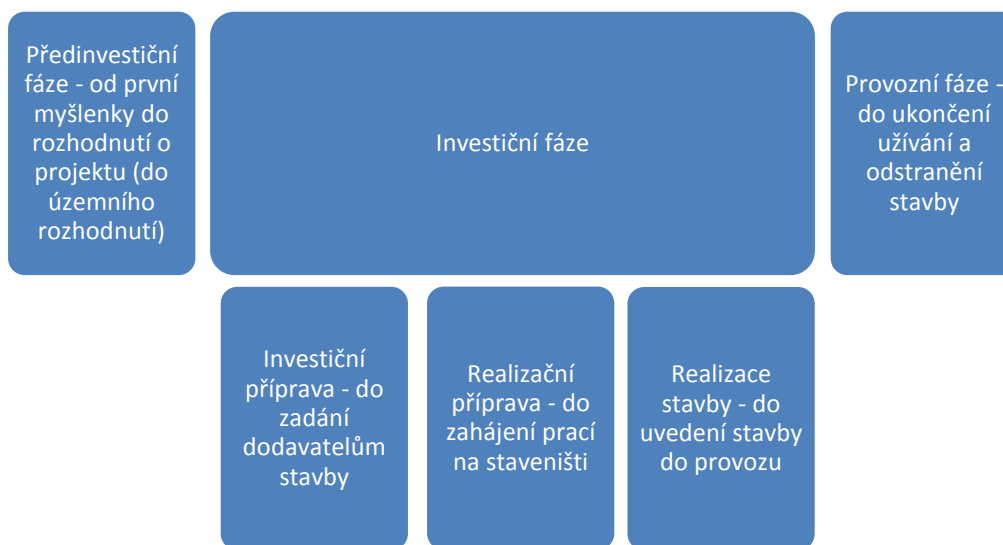 Předinvestiční
fáze - od první
myšlenky do
rozhodnutí o
projektu (do
územního
rozhodnutí)
Investiční fáze
Provozní fáze -
do ukončení
užívání a
odstranění
stavby
Investiční
příprava - do
zadání
dodavatelům
stavby
Realizační
příprava - do
zahájení prací
na staveništi
Realizace
stavby - do
uvedení stavby
do provozu